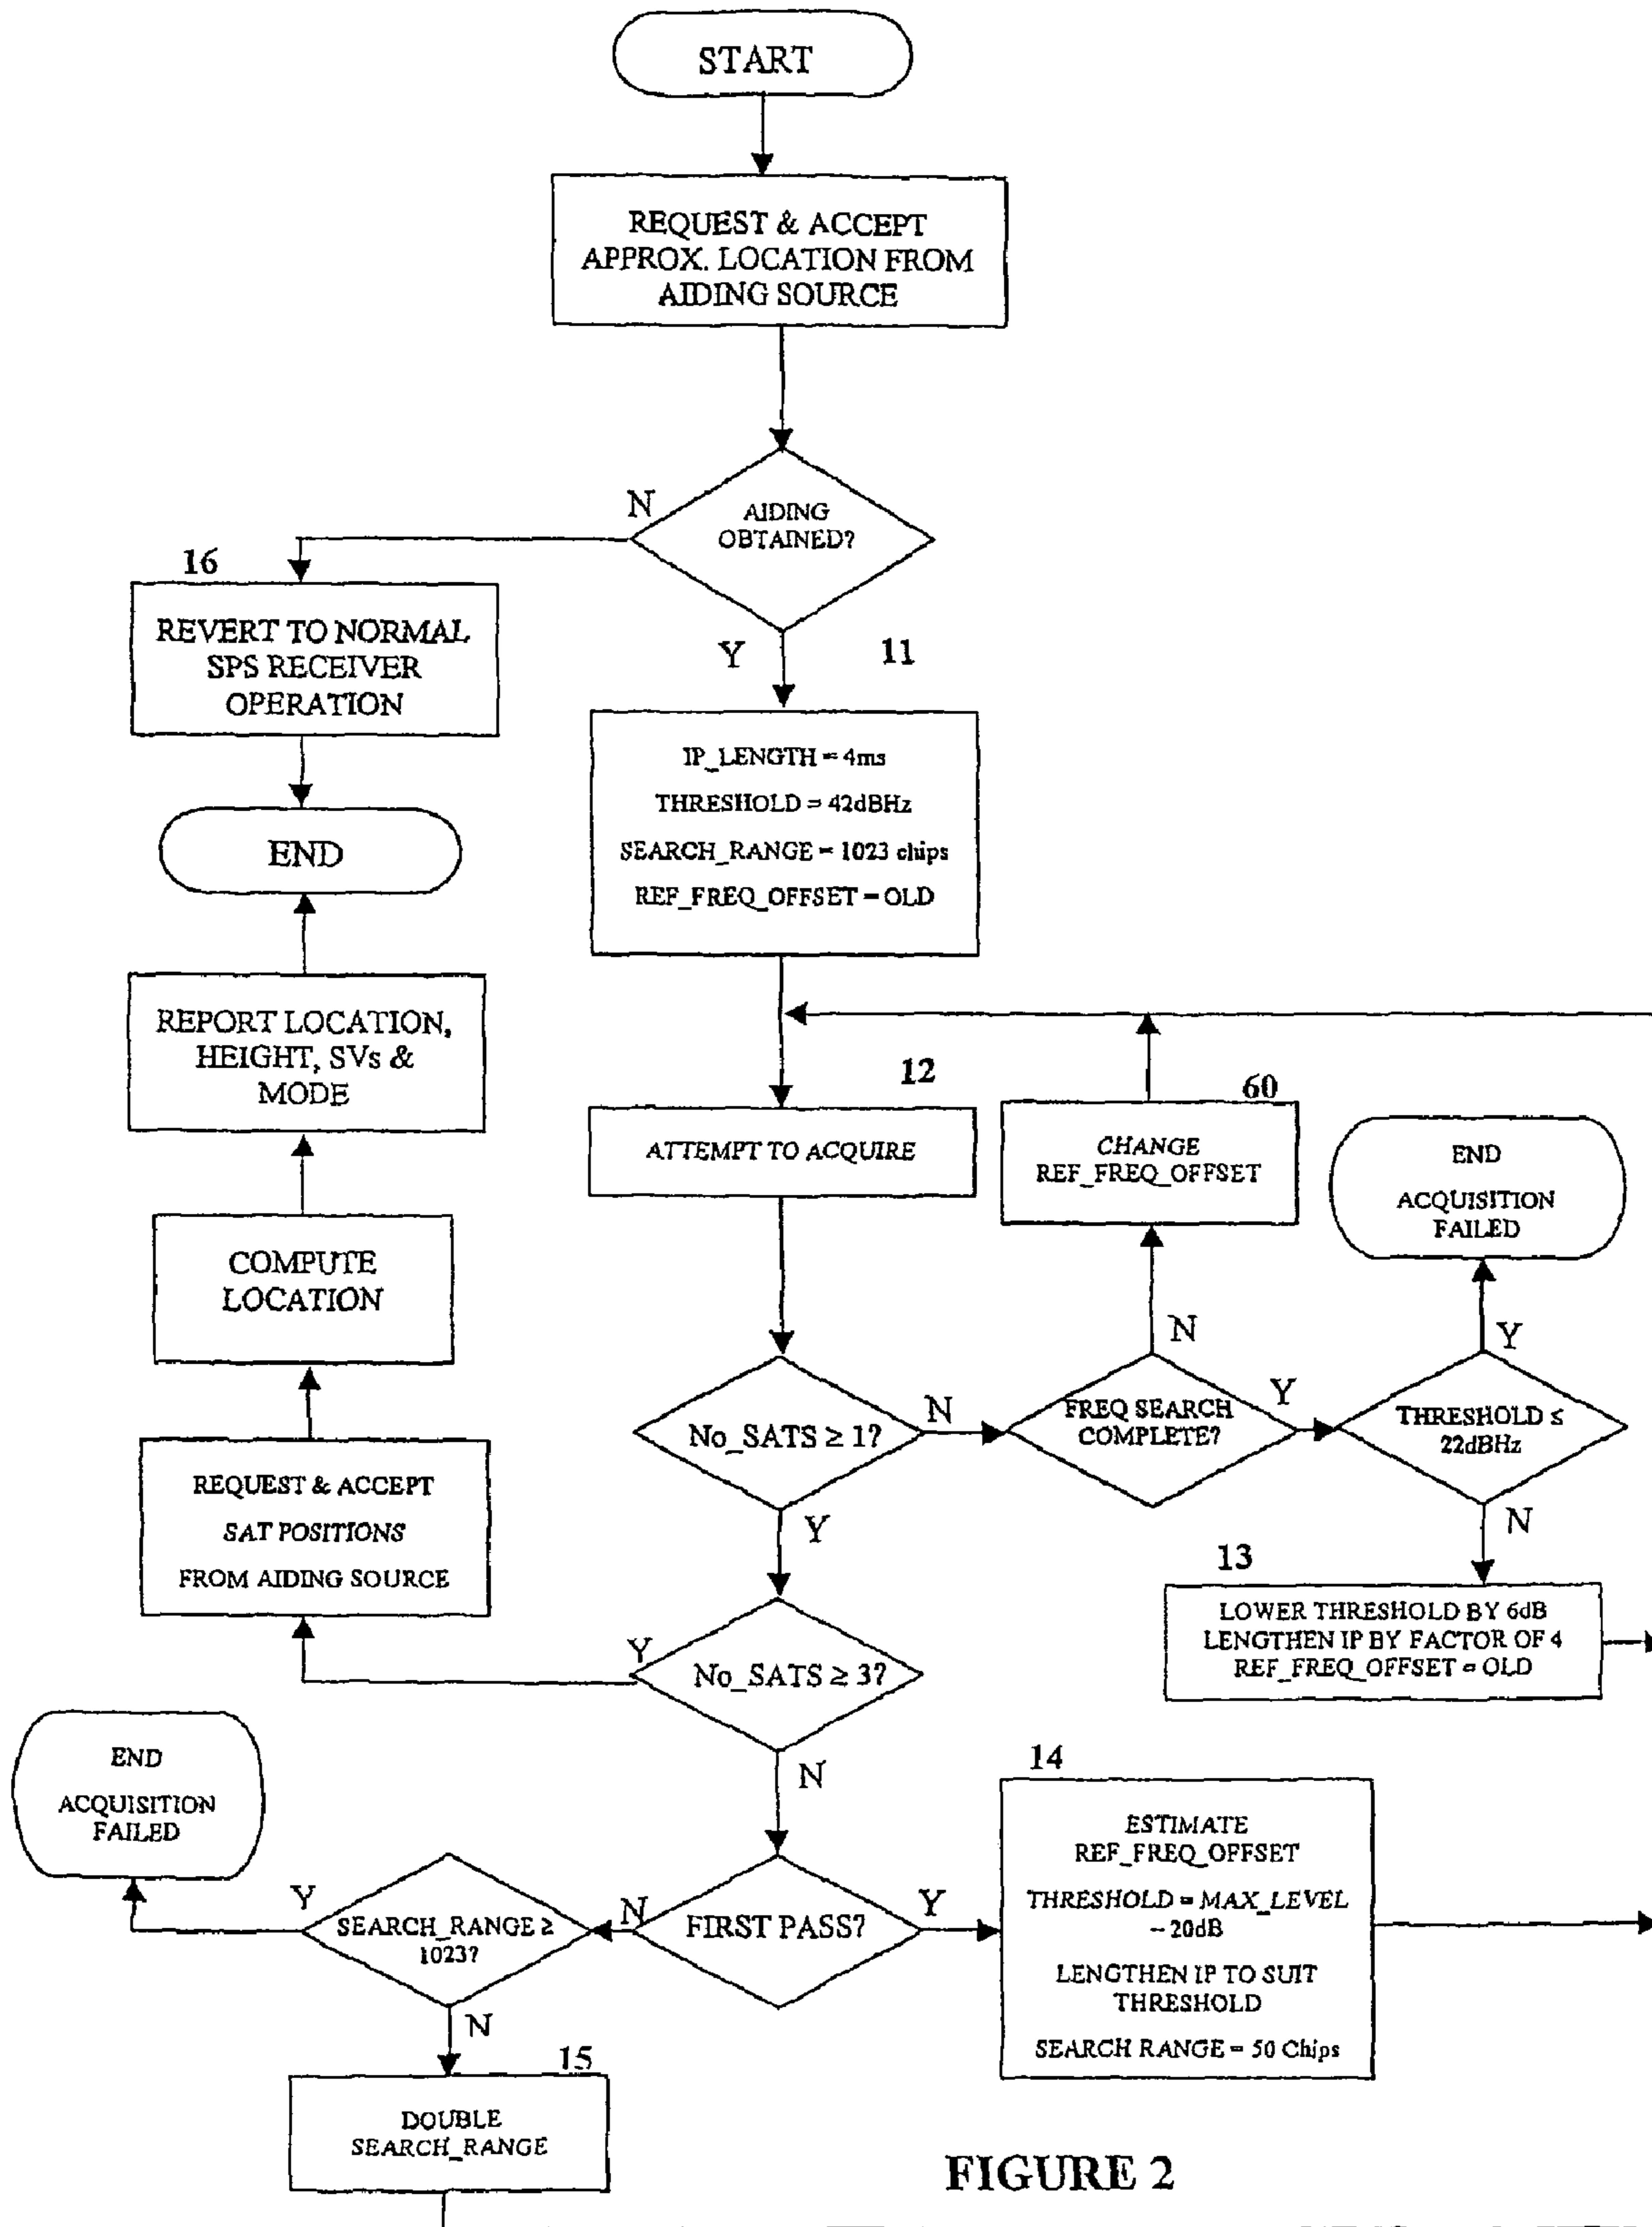 START
REQUEST & ACCEPT
APPROX. LOCATION FROM
AIDING SOURCE
N
AIDING
OBTAINED?
16
REVERT TO NORMAL
SPS RECEIVER
OPERATION
Y
11
IP_LENGTH = 4ms
THRESHOLD = 42dBHz
SEARCH_RANGE = 1023 chips
REF_FREQ_OFFSET = OLD
END
REPORT LOCATION,
HEIGHT, SVs &
MODE
12
ATTEMPT TO ACQUIRE
60
CHANGE
REF_FREQ_OFFSET
END
ACQUISITION
FAILED
COMPUTE
LOCATION
N
Y
No_SATS ≥ 1?
N
FREQ SEARCH
COMPLETE?
Y
THRESHOLD ≤
22dBHz
REQUEST & ACCEPT
SAT POSITIONS
FROM AIDING SOURCE
Y
N
13
LOWER THRESHOLD BY 6dB
LENGTHEN IP BY FACTOR OF 4
REF_FREQ_OFFSET = OLD
Y
No_SATS ≥ 3?
N
END
ACQUISITION
FAILED
14
ESTIMATE
REF_FREQ_OFFSET
THRESHOLD = MAX_LEVEL
– 20dB
LENGTHEN IP TO SUIT
THRESHOLD
SEARCH RANGE = 50 Chips
Y
SEARCH_RANGE ≥
1023?
N
FIRST PASS?
Y
N
15
DOUBLE
SEARCH_RANGE
FIGURE 2